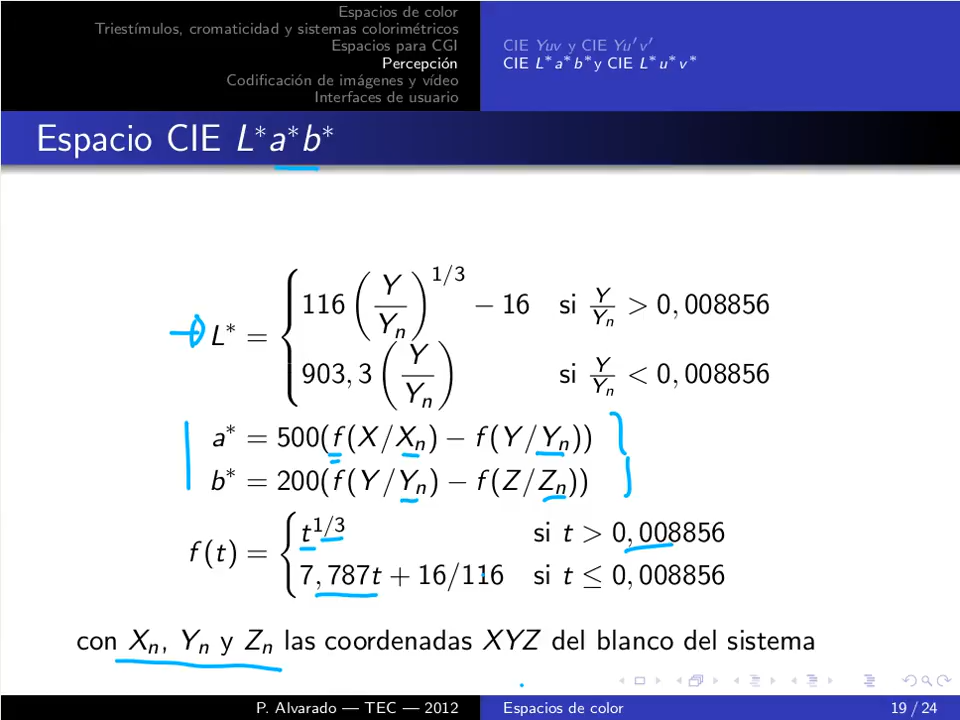 Espacios de color
Triestímulos, cromaticidad y sistemas colorimétricos
Espacios para CGI
Percepción
Codificación de imágenes y vídeo
Interfaces de usuario
CIE Yuv y CIE Yu′v′
CIE L*a*b* y CIE L*u*v*
Espacio CIE L*a*b*
L* = { 116 (Y/Yₙ)^1/3 − 16 si Y/Yₙ > 0,008856
903,3 (Y/Yₙ) si Y/Yₙ < 0,008856
a* = 500(f(X/Xₙ) − f(Y/Yₙ))
b* = 200(f(Y/Yₙ) − f(Z/Zₙ))
f(t) = { t^1/3 si t > 0,008856
7,787t + 16/116 si t ≤ 0,008856
con Xₙ, Yₙ y Zₙ las coordenadas XYZ del blanco del sistema
P. Alvarado — TEC — 2012
Espacios de color
19 / 24